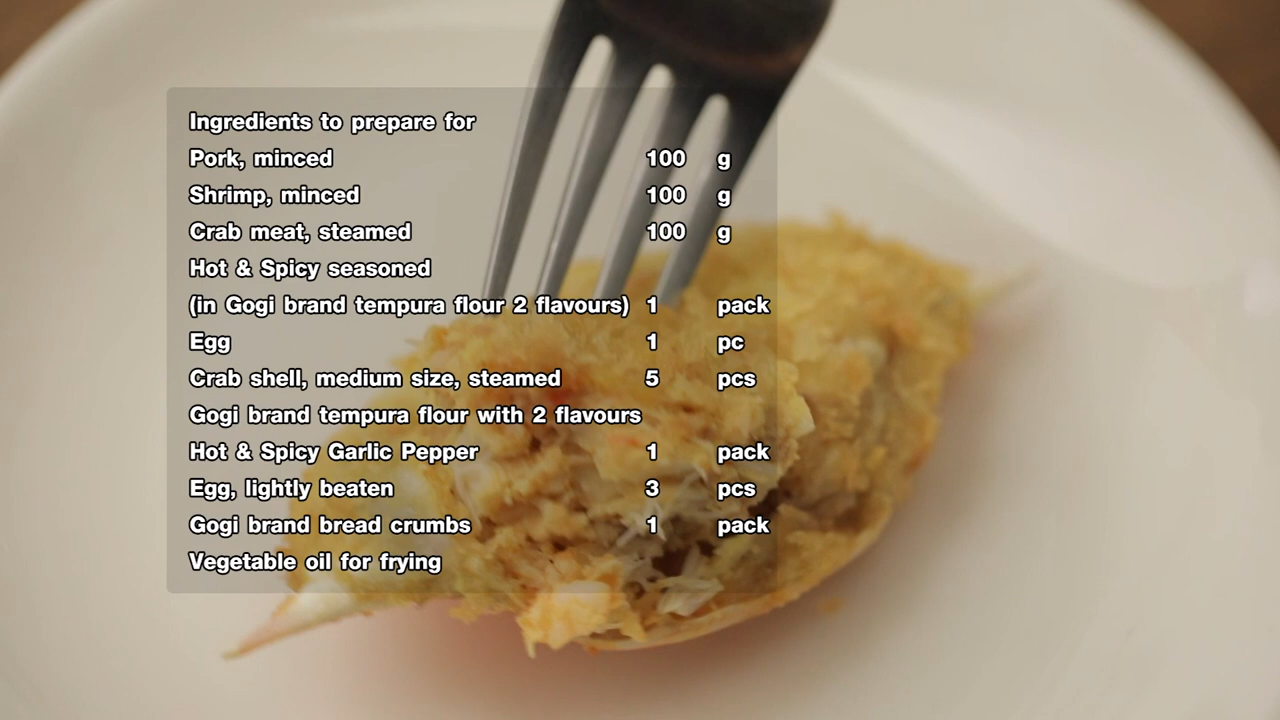 Ingredients to prepare for
Pork, minced 100 g
Shrimp, minced 100 g
Crab meat, steamed 100 g
Hot & Spicy seasoned
(in Gogi brand tempura flour 2 flavours) 1 pack
Egg 1 pc
Crab shell, medium size, steamed 5 pcs
Gogi brand tempura flour with 2 flavours
Hot & Spicy Garlic Pepper 1 pack
Egg, lightly beaten 3 pcs
Gogi brand bread crumbs 1 pack
Vegetable oil for frying